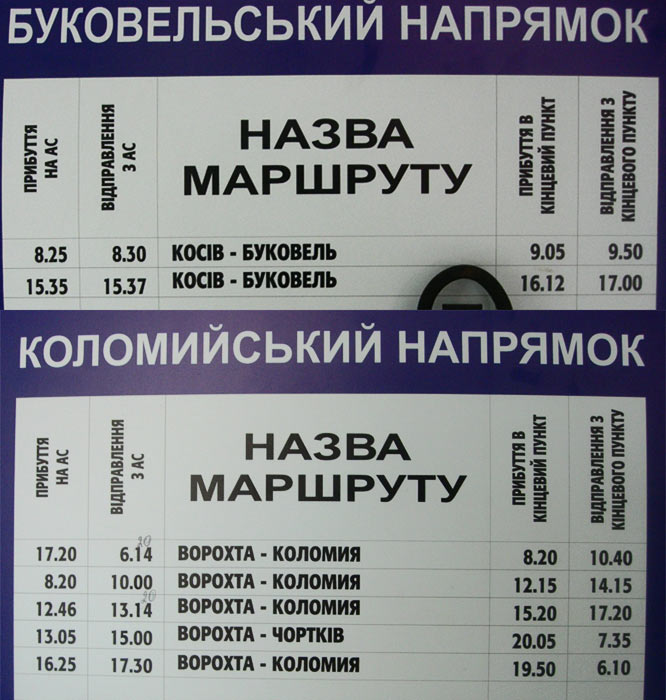 БУКОВЕЛЬСЬКИЙ НАПРЯМОК
ПРИБУТТЯ НА АС ВІДПРАВЛЕННЯ З АС НАЗВА МАРШРУТУ ПРИБУТТЯ В КІНЦЕВИЙ ПУНКТ ВІДПРАВЛЕННЯ З КІНЦЕВОГО ПУНКТУ
8.25 8.30 КОСІВ - БУКОВЕЛЬ 9.05 9.50
15.35 15.37 КОСІВ - БУКОВЕЛЬ 16.12 17.00
КОЛОМИЙСЬКИЙ НАПРЯМОК
ПРИБУТТЯ НА АС ВІДПРАВЛЕННЯ З АС НАЗВА МАРШРУТУ ПРИБУТТЯ В КІНЦЕВИЙ ПУНКТ ВІДПРАВЛЕННЯ З КІНЦЕВОГО ПУНКТУ
20
17.20 6.14 ВОРОХТА - КОЛОМИЯ 8.20 10.40
8.20 10.00 ВОРОХТА - КОЛОМИЯ 12.15 14.15
20
12.46 13.14 ВОРОХТА - КОЛОМИЯ 15.20 17.20
13.05 15.00 ВОРОХТА - ЧОРТКІВ 20.05 7.35
16.25 17.30 ВОРОХТА - КОЛОМИЯ 19.50 6.10